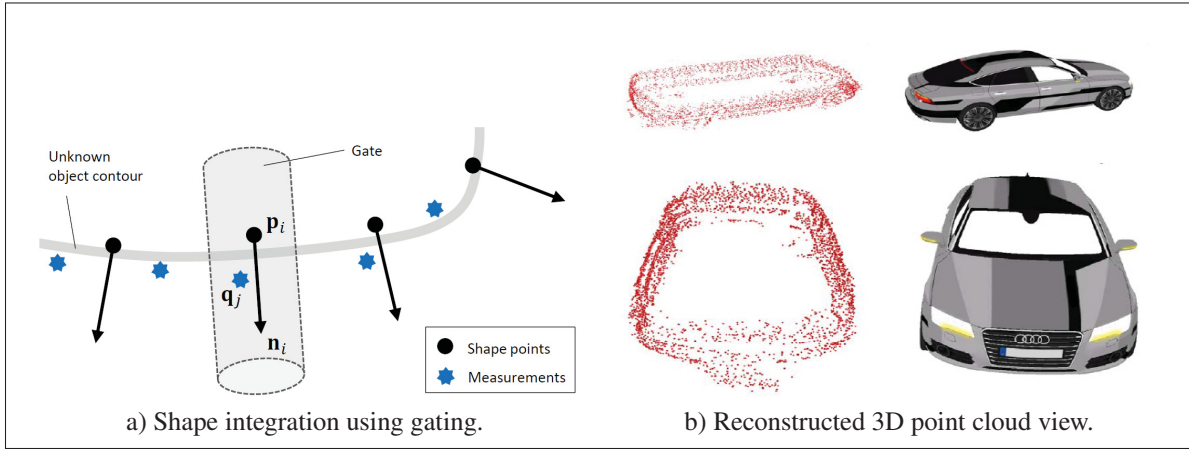 Unknown
object contour
Gate
p_i
q_j
n_i
Shape points
Measurements
a) Shape integration using gating.
b) Reconstructed 3D point cloud view.